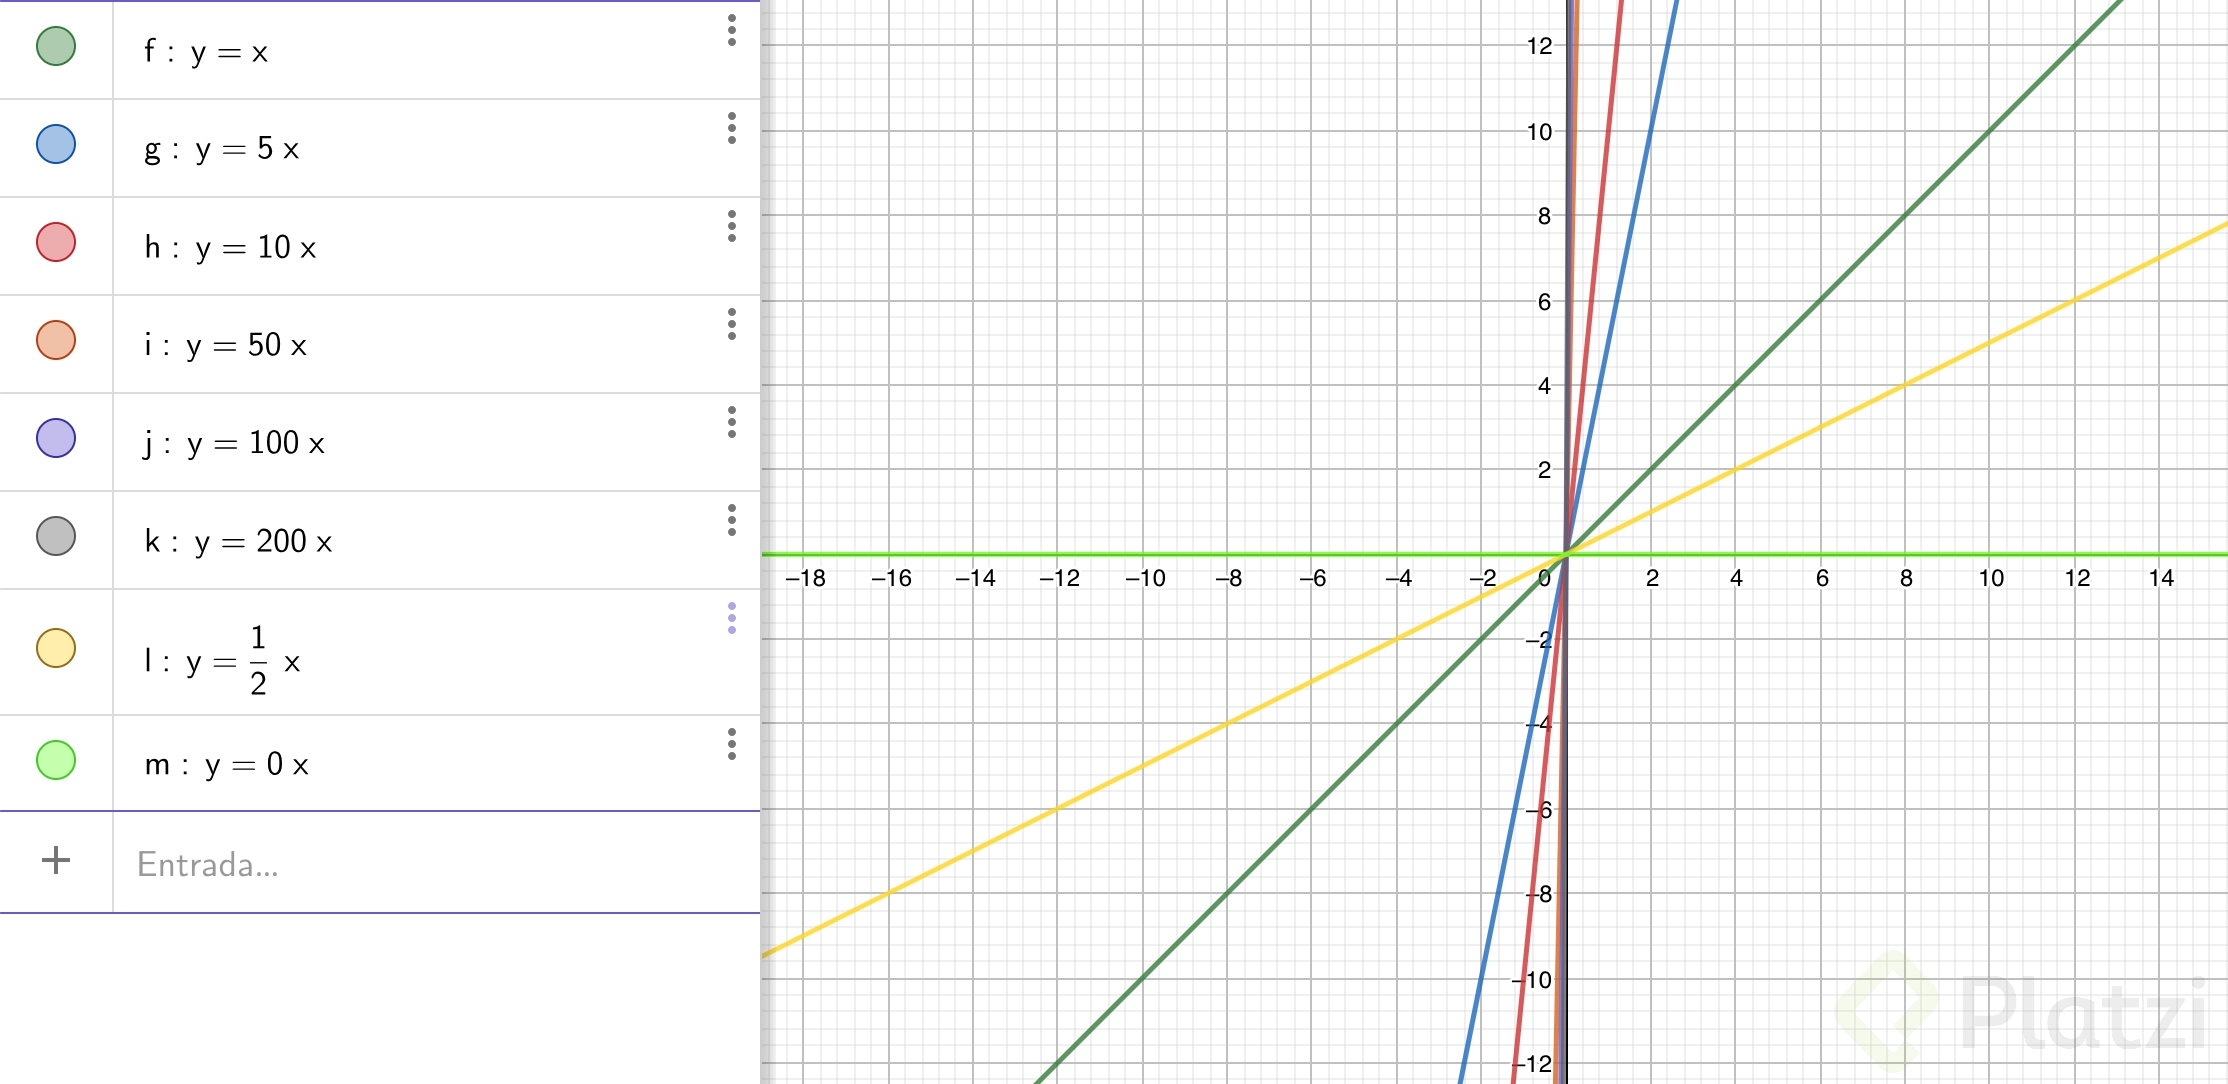 f : y = x
g : y = 5 x
h : y = 10 x
i : y = 50 x
j : y = 100 x
k : y = 200 x
l : y = 1/2 x
m : y = 0 x
+ Entrada...
12
10
8
6
4
2
−18 −16 −14 −12 −10 −8 −6 −4 −2 0 2 4 6 8 10 12 14
−2
−4
−6
−8
−10
−12
Platzi